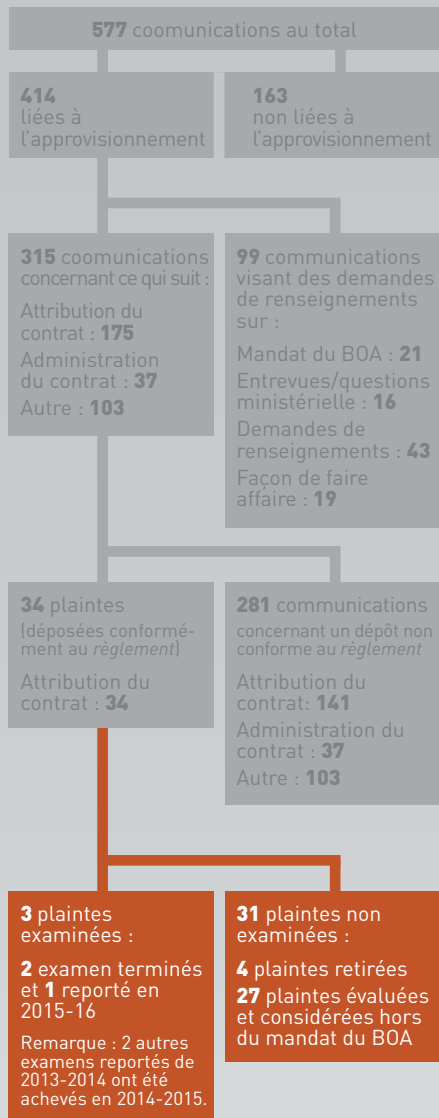 577 coomunications au total
414
liées à
l'approvisionnement
163
non liées à
l'approvisionnement
315 coomunications
concernant ce qui suit :
Attribution du
contrat : 175
Administration
du contrat : 37
Autre : 103
99 communications
visant des demandes
de renseignements
sur :
Mandat du BOA : 21
Entrevues/questions
ministérielle : 16
Demandes de
renseignements : 43
Façon de faire
affaire : 19
34 plaintes
(déposées conformé-
ment au règlement)
Attribution du
contrat : 34
281 communications
concernant un dépôt non
conforme au règlement
Attribution du
contrat: 141
Administration du
contrat : 37
Autre : 103
3 plaintes
examinées :
2 examen terminés
et 1 reporté en
2015-16
Remarque : 2 autres
examens reportés de
2013-2014 ont été
achevés en 2014-2015.
31 plaintes non
examinées :
4 plaintes retirées
27 plaintes évaluées
et considérées hors
du mandat du BOA